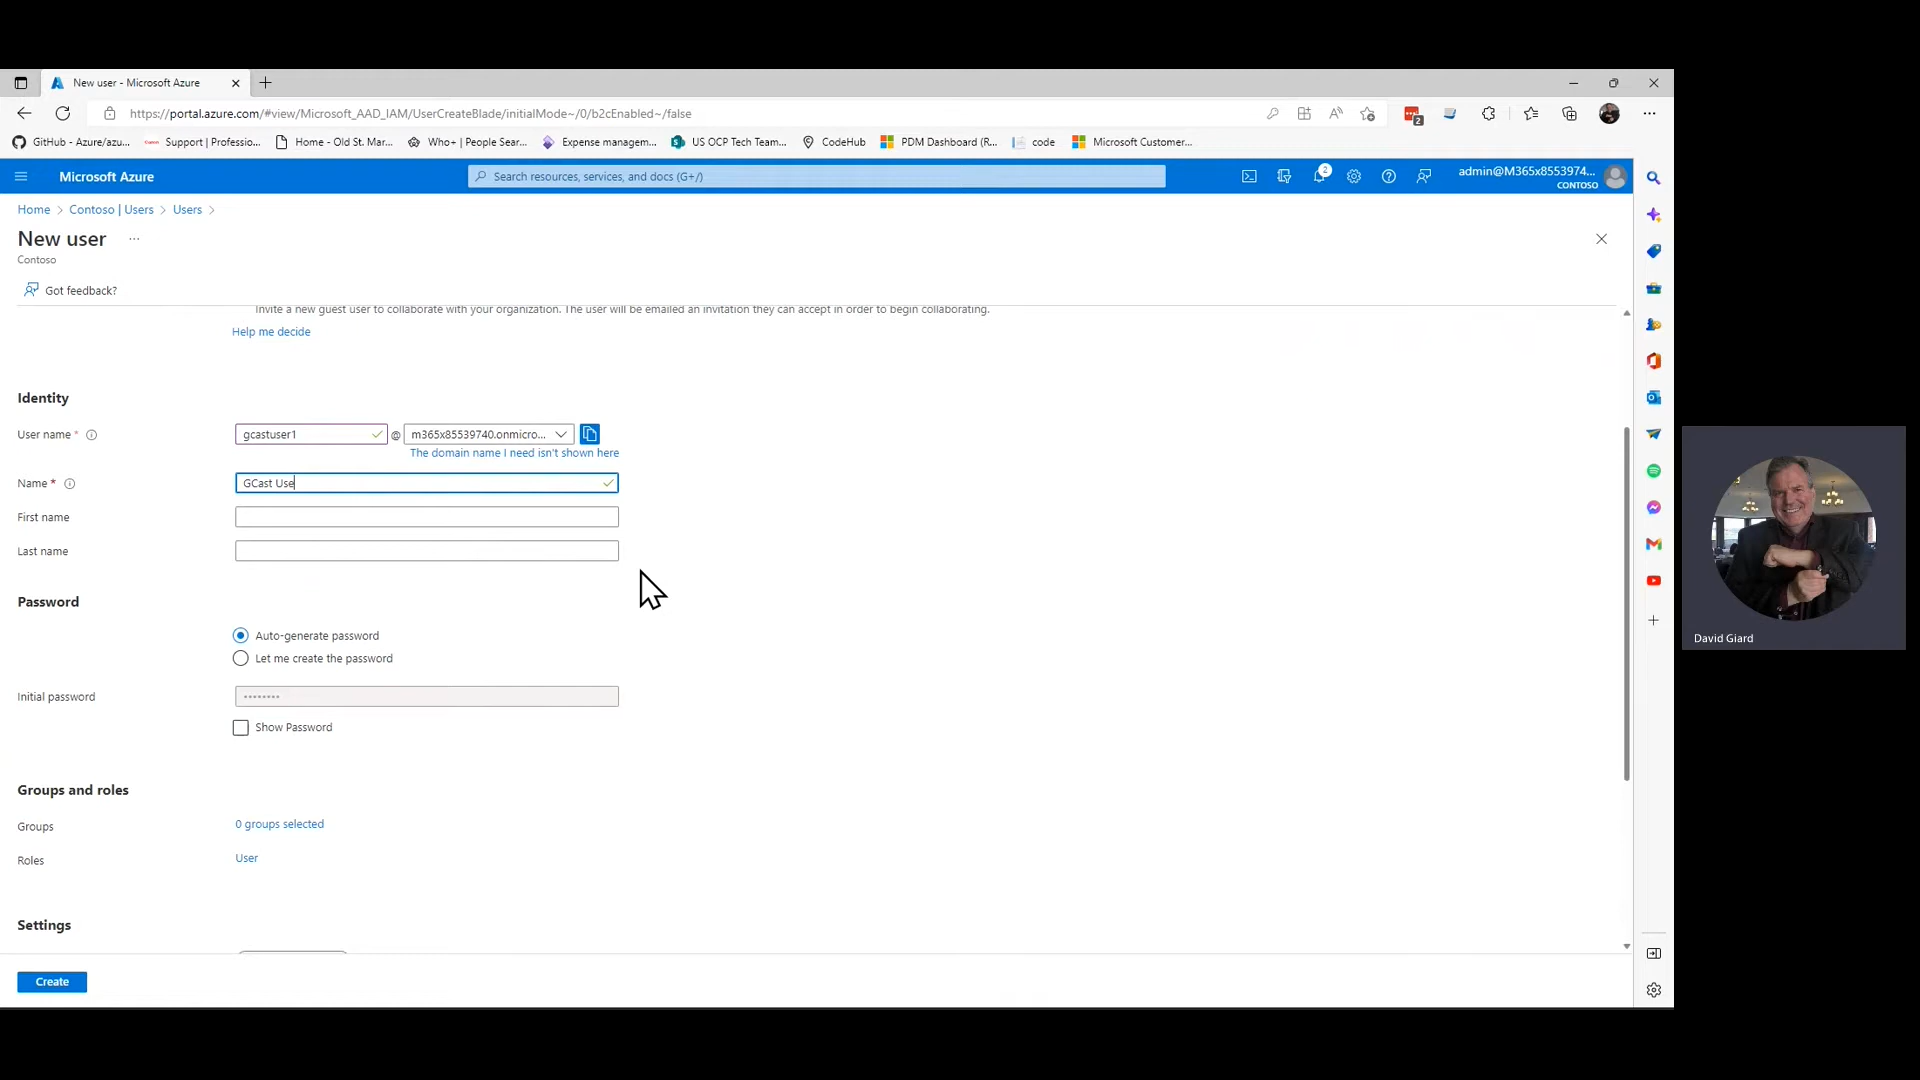 New user - Microsoft Azure
https://portal.azure.com/#view/Microsoft_AAD_IAM/UserCreateBlade/initialMode~/0/b2cEnabled~/false
2
GitHub - Azure/azu...
Support | Professio...
Home - Old St. Mar...
Who+ | People Sear...
Expense managem...
US OCP Tech Team...
CodeHub
PDM Dashboard (R...
code
Microsoft Customer...
Microsoft Azure
Search resources, services, and docs (G+/)
2
admin@M365x8553974...
CONTOSO
Home > Contoso | Users > Users >
New user ...
Contoso
Got feedback?
Invite a new guest user to collaborate with your organization. The user will be emailed an invitation they can accept in order to begin collaborating.
Help me decide
Identity
User name *
gcastuser1
@
m365x85539740.onmicro...
The domain name I need isn't shown here
Name *
GCast Use
First name
Last name
Password
Auto-generate password
Let me create the password
Initial password
Show Password
Groups and roles
Groups
0 groups selected
Roles
User
Settings
Create
David Giard